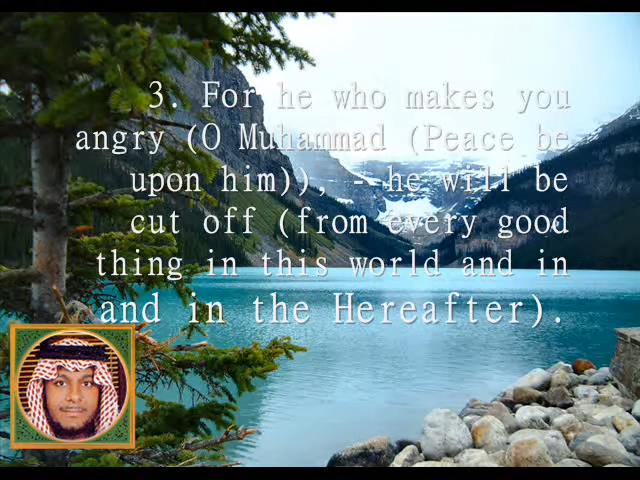 3. For he who makes you
angry (O Muhammad (Peace be
upon him)), - he will be
cut off (from every good
thing in this world and in
and in the Hereafter).